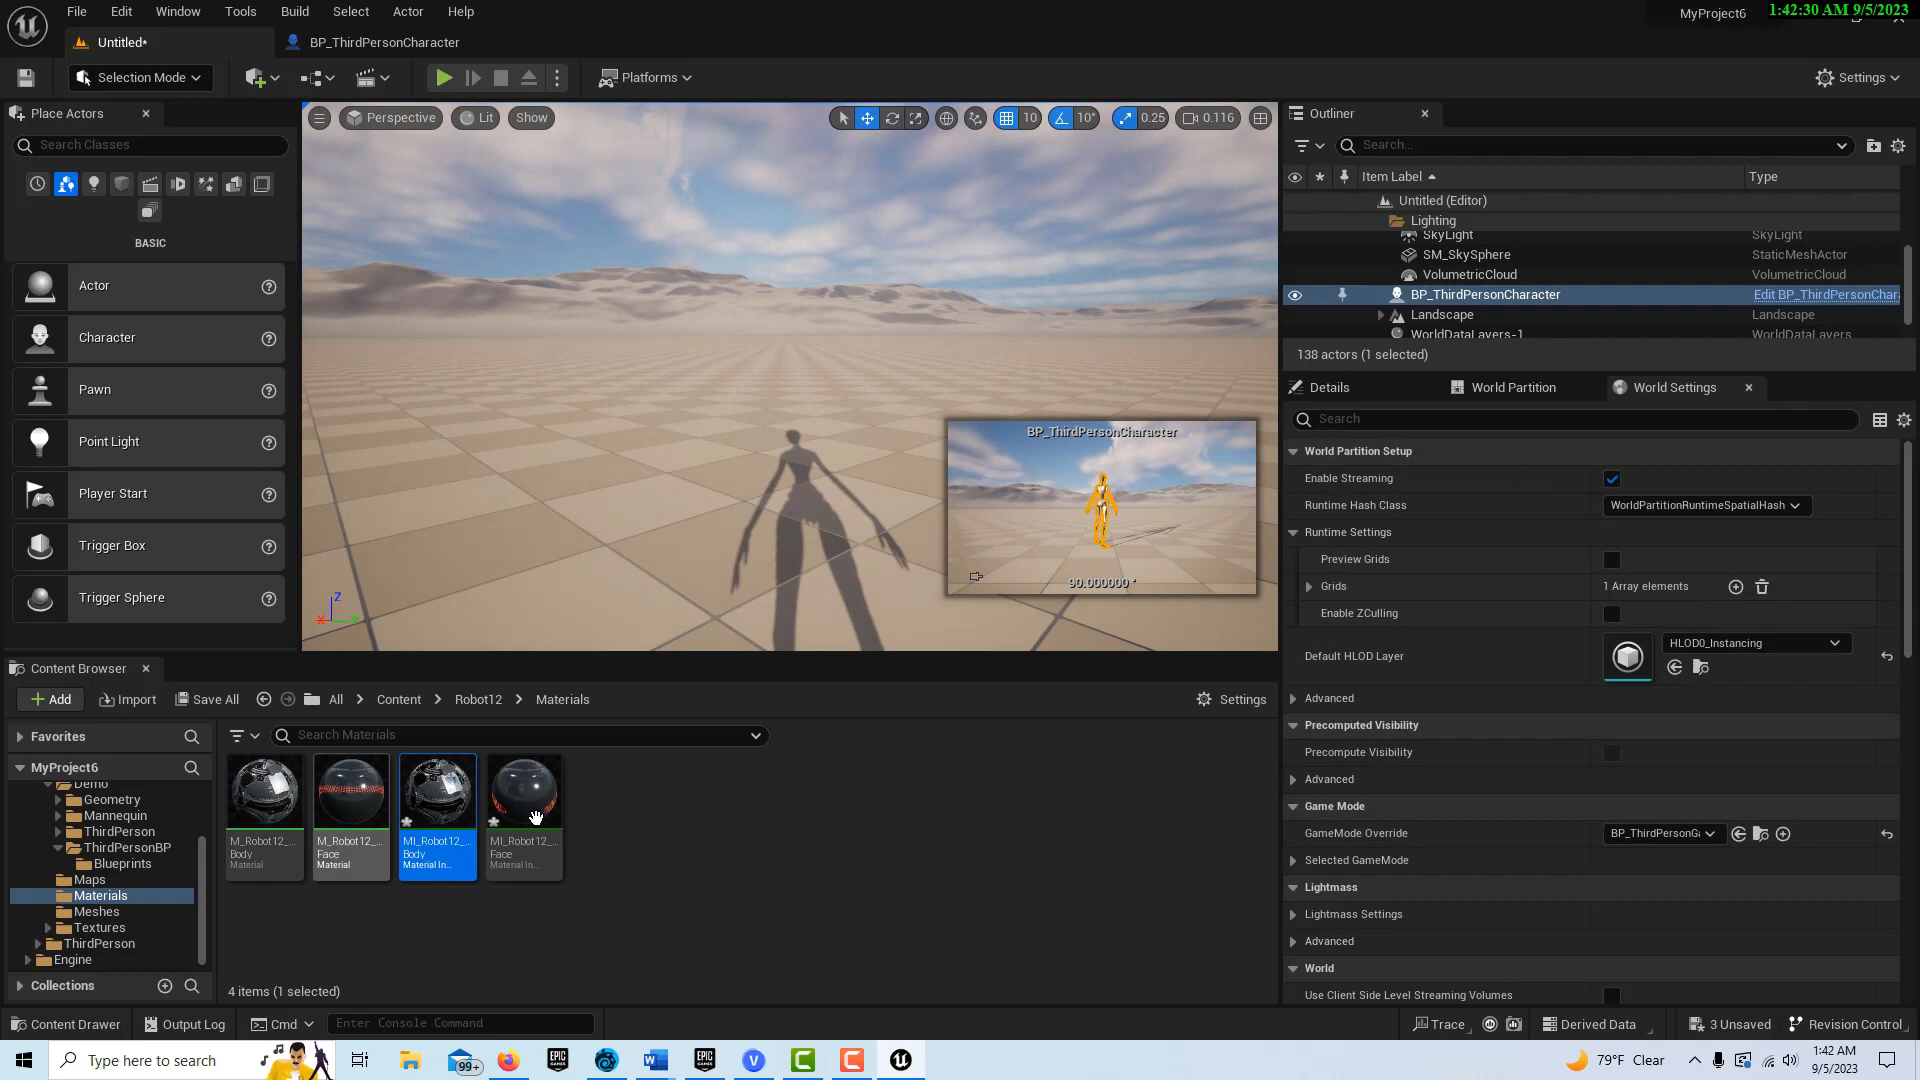 File Edit Window Tools Build Select Actor Help
MyProject6
1:42:30 AM 9/5/2023
Untitled*
BP_ThirdPersonCharacter
Selection Mode
Platforms
Settings
Place Actors
Search Classes
BASIC
Actor
Character
Pawn
Point Light
Player Start
Trigger Box
Trigger Sphere
Perspective
Lit
Show
10
10°
0.25
0.116
BP_ThirdPersonCharacter
90.000000 °
Z
X
Y
Outliner
Search...
Item Label
Type
Untitled (Editor)
Lighting
SkyLight SkyLight
SM_SkySphere StaticMeshActor
VolumetricCloud VolumetricCloud
BP_ThirdPersonCharacter Edit BP_ThirdPersonChar
Landscape Landscape
WorldDataLayers-1 WorldDataLayers
138 actors (1 selected)
Details
World Partition
World Settings
Search
World Partition Setup
Enable Streaming
Runtime Hash Class WorldPartitionRuntimeSpatialHash
Runtime Settings
Preview Grids
Grids 1 Array elements
Enable ZCulling
Default HLOD Layer HLOD0_Instancing
Advanced
Precomputed Visibility
Precompute Visibility
Advanced
Game Mode
GameMode Override BP_ThirdPersonGa
Selected GameMode
Lightmass
Lightmass Settings
Advanced
World
Use Client Side Level Streaming Volumes
Content Browser
Add
Import
Save All
All
Content
Robot12
Materials
Settings
Favorites
MyProject6
Demo
Geometry
Mannequin
ThirdPerson
ThirdPersonBP
Blueprints
Maps
Materials
Meshes
Textures
ThirdPerson
Engine
Collections
Search Materials
M_Robot12_...
Body
Material
M_Robot12_...
Face
Material
MI_Robot12_...
Body
Material In...
MI_Robot12_...
Face
Material In...
4 items (1 selected)
Content Drawer
Output Log
Cmd
Enter Console Command
Trace
Derived Data
3 Unsaved
Revision Control
Type here to search
99+
79°F Clear
1:42 AM
9/5/2023